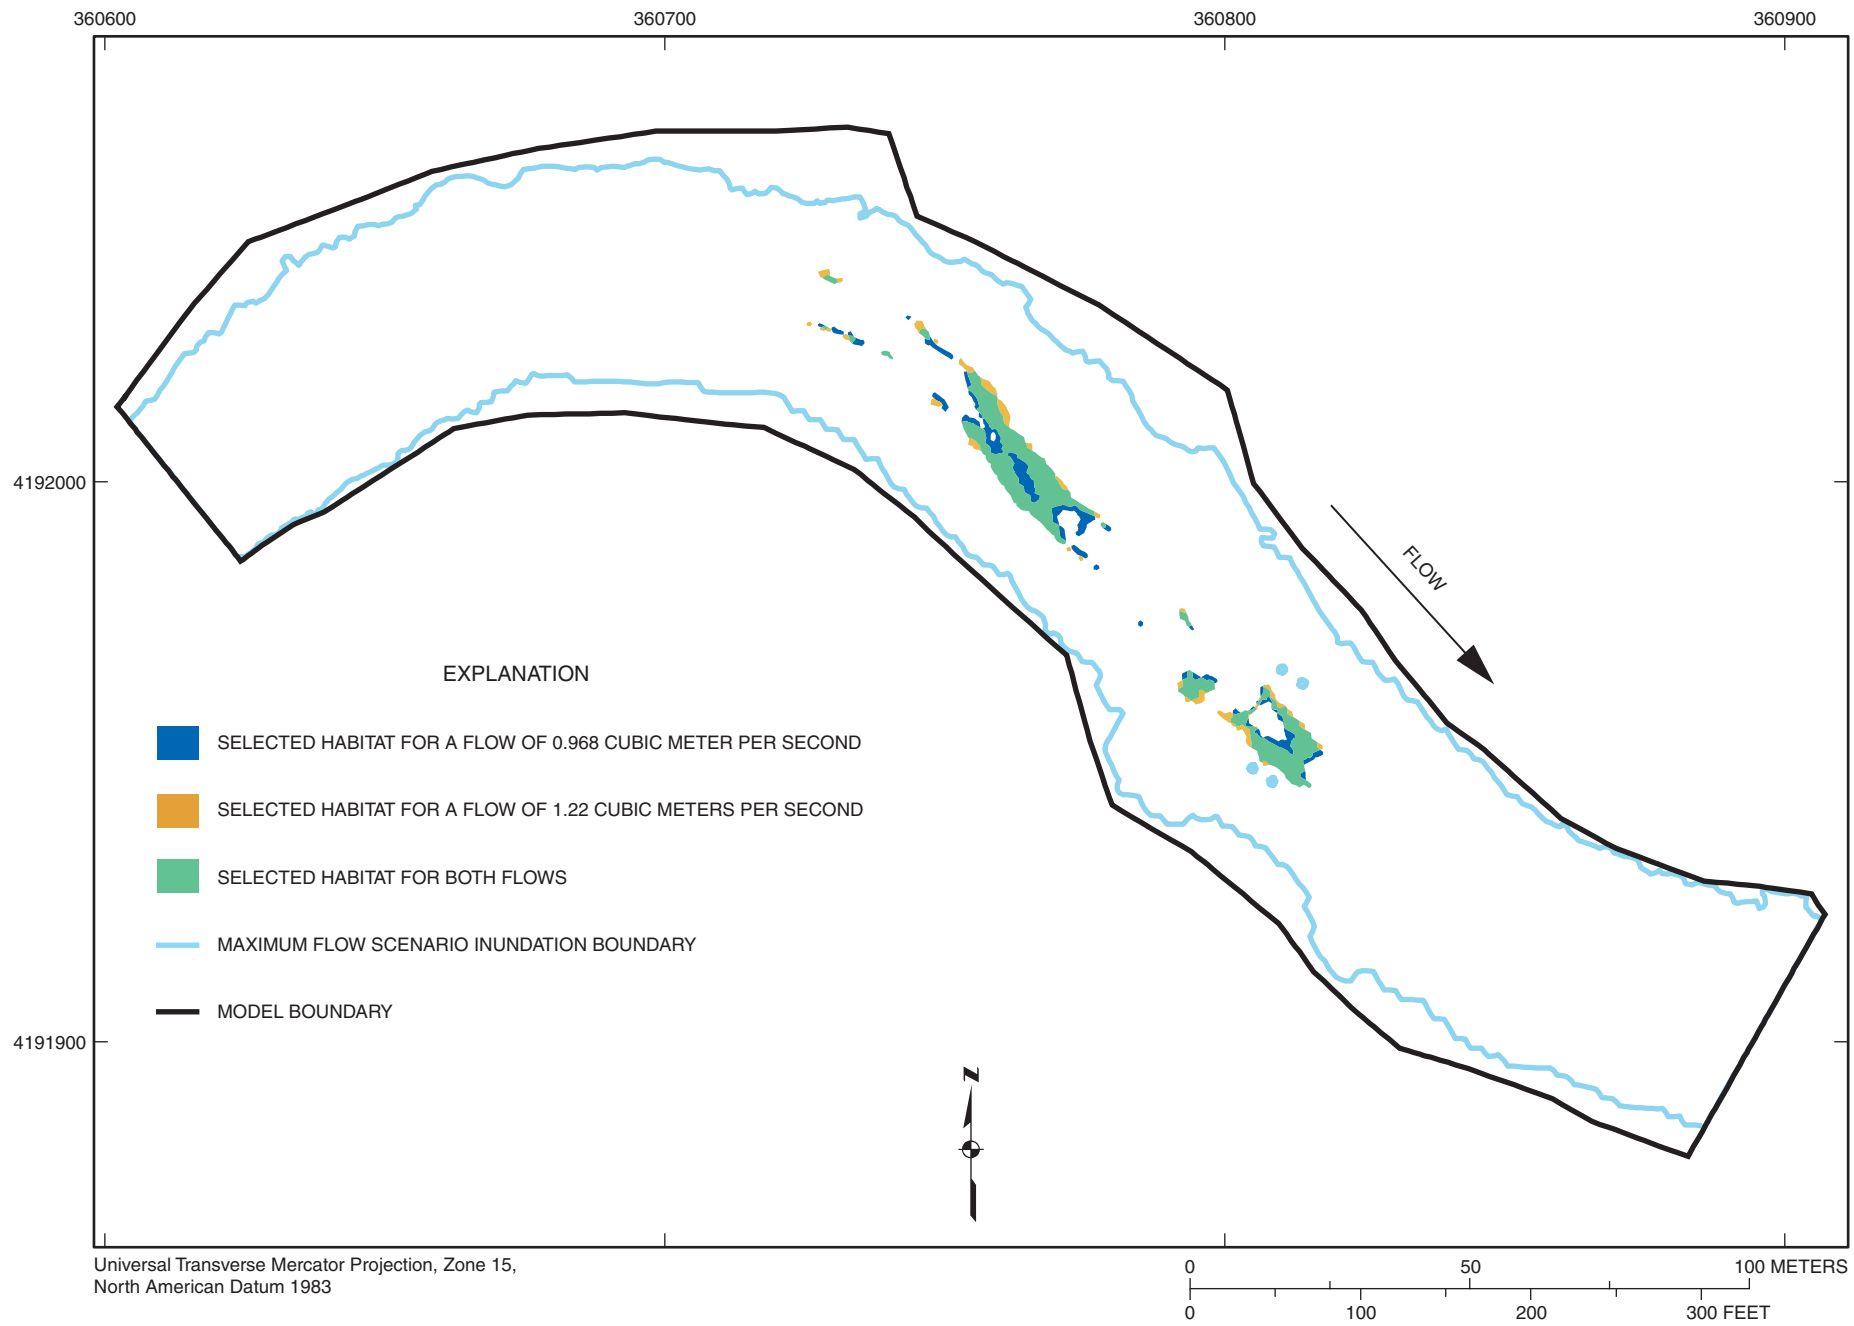 360600
360700
360800
360900
4192000
FLOW
EXPLANATION
SELECTED HABITAT FOR A FLOW OF 0.968 CUBIC METER PER SECOND
SELECTED HABITAT FOR A FLOW OF 1.22 CUBIC METERS PER SECOND
SELECTED HABITAT FOR BOTH FLOWS
MAXIMUM FLOW SCENARIO INUNDATION BOUNDARY
MODEL BOUNDARY
4191900
N
Universal Transverse Mercator Projection, Zone 15,
North American Datum 1983
0 50 100 METERS
0 100 200 300 FEET